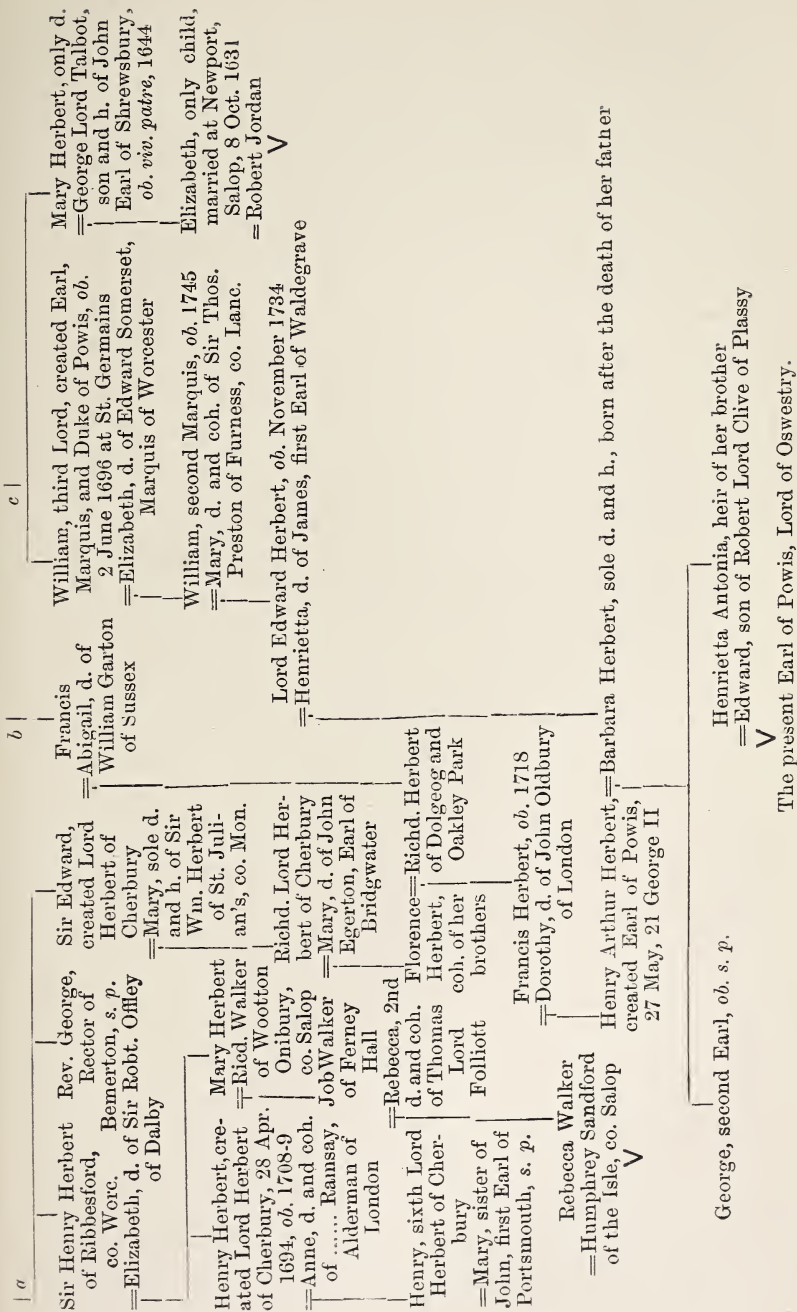 a | b | c |
Sir Henry Herbert
of Ribbesford,
co. Worc.
=Elizabeth, d. of Sir Robt. Offley
of Dalby
Rev. George,
Rector of
Bemerton, s. p.
Sir Edward,
created Lord
Herbert of
Cherbury
=Mary, sole d.
and h. of Sir
Wm. Herbert
of St. Juli-
an's, co. Mon.
Francis
=Abigail, d. of
William Garton
of Sussex
William, third Lord, created Earl,
Marquis, and Duke of Powis, ob.
2 June 1696 at St. Germains
=Elizabeth, d. of Edward Somerset,
Marquis of Worcester
Mary Herbert, only d.
=George Lord Talbot,
son and h. of John
Earl of Shrewsbury,
ob. viv. patre, 1644
Henry Herbert, cre-
ated Lord Herbert
of Cherbury, 28 Apr.
1694, ob. 1708-9
=Anne, d. and coh.
of ...... Ramsay,
Alderman of
London
Mary Herbert
=Ricd. Walker
of Wootton
Onibury,
co. Salop
Richd. Lord Her-
bert of Cherbury
=Mary, d. of John
Egerton, Earl of
Bridgwater
William, second Marquis, ob. 1745
=Mary, d. and coh. of Sir Thos.
Preston of Furness, co. Lanc.
Elizabeth, only child,
married at Newport,
Salop, 8 Oct. 1631
=Robert Jordan
V
Job Walker
of Ferney
Hall
=Rebecca, 2nd
d. and coh.
of Thomas
Lord
Folliott
Lord Edward Herbert, ob. November 1734
=Henrietta, d. of James, first Earl of Waldegrave
Henry, sixth Lord
Herbert of Cher-
bury
=Mary, sister of
John, first Earl of
Portsmouth, s. p.
Florence=Richd. Herbert
Herbert,
coh. of her
brothers
of Dolgeog and
Oakley Park
Francis Herbert, ob. 1718
=Dorothy, d. of John Oldbury
of London
Rebecca Walker
=Humphrey Sandford
of the Isle, co. Salop
V
Henry Arthur Herbert,=Barbara Herbert, sole d. and h., born after the death of her father
created Earl of Powis,
27 May, 21 George II
George, second Earl, ob. s. p.
Henrietta Antonia, heir of her brother
=Edward, son of Robert Lord Clive of Plassy
V
The present Earl of Powis, Lord of Oswestry.